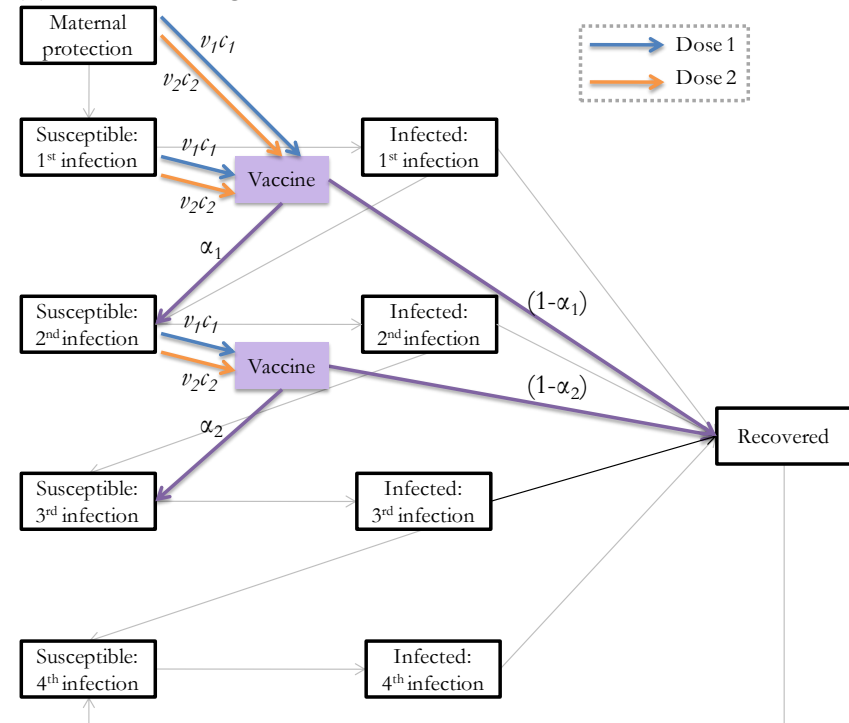 Maternal
protection
v₁c₁
v₂c₂
Dose 1
Dose 2
Susceptible:
1st infection
v₁c₁
v₂c₂
Vaccine
Infected:
1st infection
α₁
(1-α₁)
Susceptible:
2nd infection
v₁c₁
v₂c₂
Vaccine
Infected:
2nd infection
α₂
(1-α₂)
Recovered
Susceptible:
3rd infection
Infected:
3rd infection
Susceptible:
4th infection
Infected:
4th infection